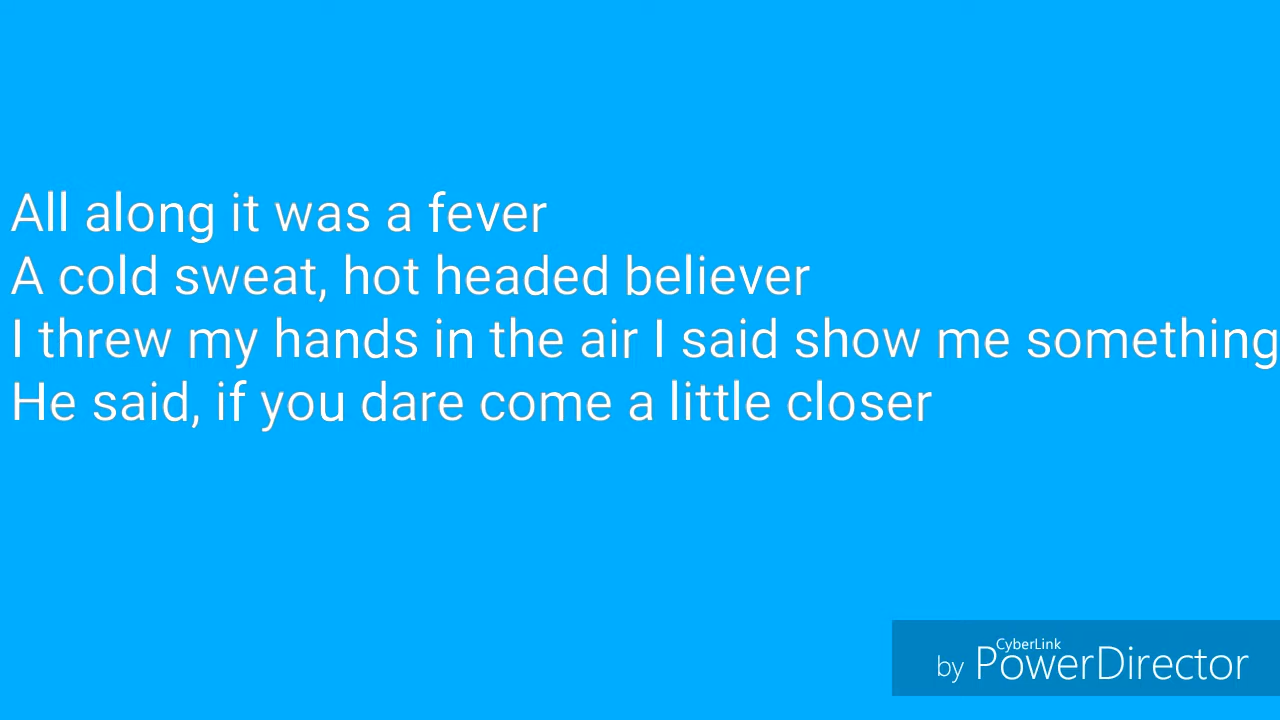 All along it was a fever
A cold sweat, hot headed believer
I threw my hands in the air I said show me something
He said, if you dare come a little closer
CyberLink
by PowerDirector